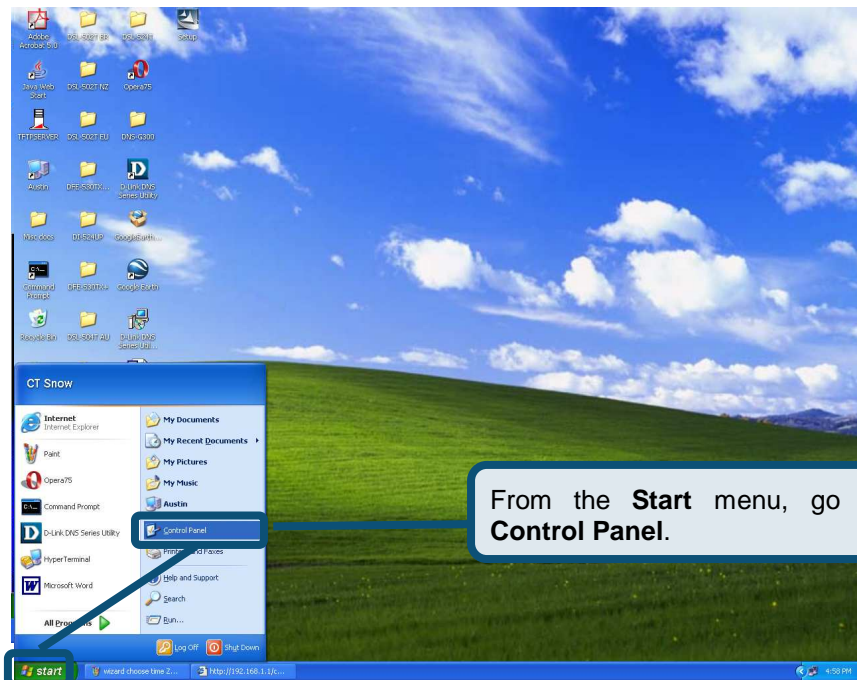 Adobe
Acrobat 5.0
DSL-502T BR
DSL-524T
Setup
Java Web
Start
DSL-502T NZ
Opera75
TFTPSERVER
DSL-502T EU
DNS-G300
Austin
DFE-530TX...
D-Link DNS
Series Utility
Misc docs
DI-524UP
GoogleEarth...
Command
Prompt
DFE-530TX+
Google Earth
Recycle Bin
DSL-504T AU
D-Link DNS
Series Util...
CT Snow
Internet
Internet Explorer
Paint
Opera75
Command Prompt
D-Link DNS Series Utility
HyperTerminal
Microsoft Word
All Programs
My Documents
My Recent Documents
My Pictures
My Music
Austin
Control Panel
Printers and Faxes
Help and Support
Search
Run...
Log Off
Shut Down
From the Start menu, go
Control Panel.
start
wizard choose time Z...
http://192.168.1.1/c...
4:58 PM